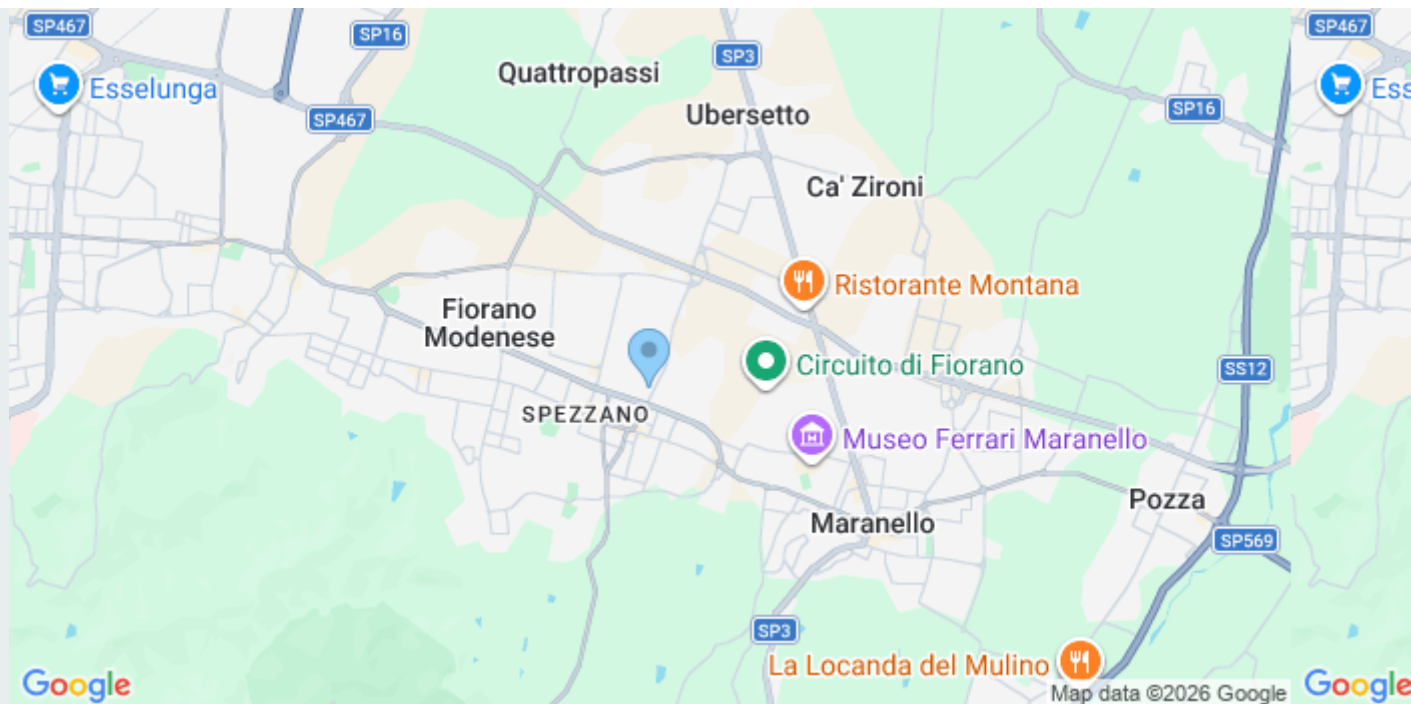 SP467
SP16
SP3
SP467
Quattropassi
Esselunga
Ess
Ubersetto
SP467
SP16
Ca' Zironi
Ristorante Montana
Fiorano
Modenese
Circuito di Fiorano
SS12
SPEZZANO
Museo Ferrari Maranello
Pozza
Maranello
SP569
SP3
La Locanda del Mulino
Google
Map data ©2026 Google
Google